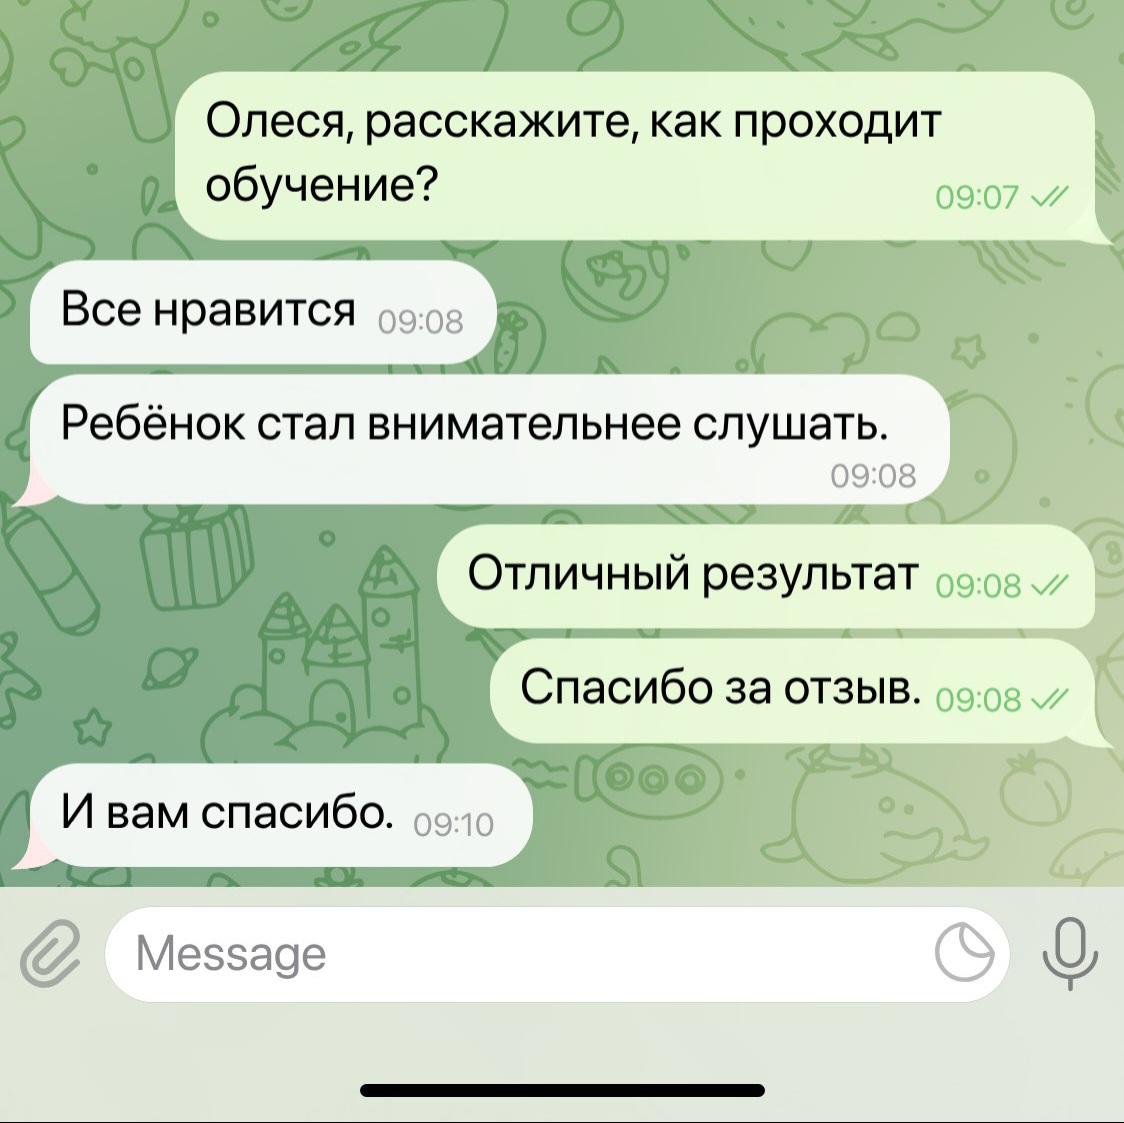 Олеся, расскажите, как проходит
обучение?
09:07
Все нравится 09:08
Ребёнок стал внимательнее слушать.
09:08
Отличный результат 09:08
Спасибо за отзыв. 09:08
И вам спасибо. 09:10
Message